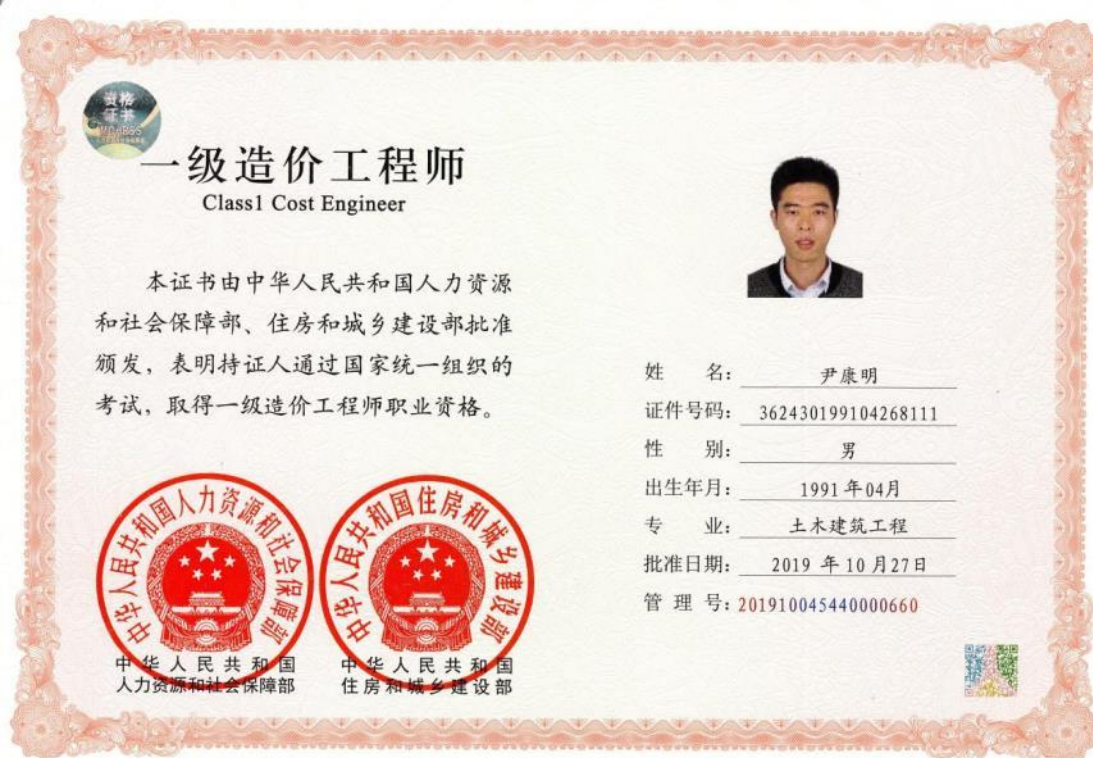 资格
证书
MOHRSS
一级造价工程师
Class1 Cost Engineer
本证书由中华人民共和国人力资源
和社会保障部、住房和城乡建设部批准
颁发，表明持证人通过国家统一组织的
考试，取得一级造价工程师职业资格。
中华人民共和国人力资源和社会保障部
中华人民共和国
人力资源和社会保障部
中华人民共和国住房和城乡建设部
中华人民共和国
住房和城乡建设部
姓 名: 尹康明
证件号码: 362430199104268111
性 别: 男
出生年月: 1991年04月
专 业: 土木建筑工程
批准日期: 2019 年 10 月27日
管 理 号: 201910045440000660